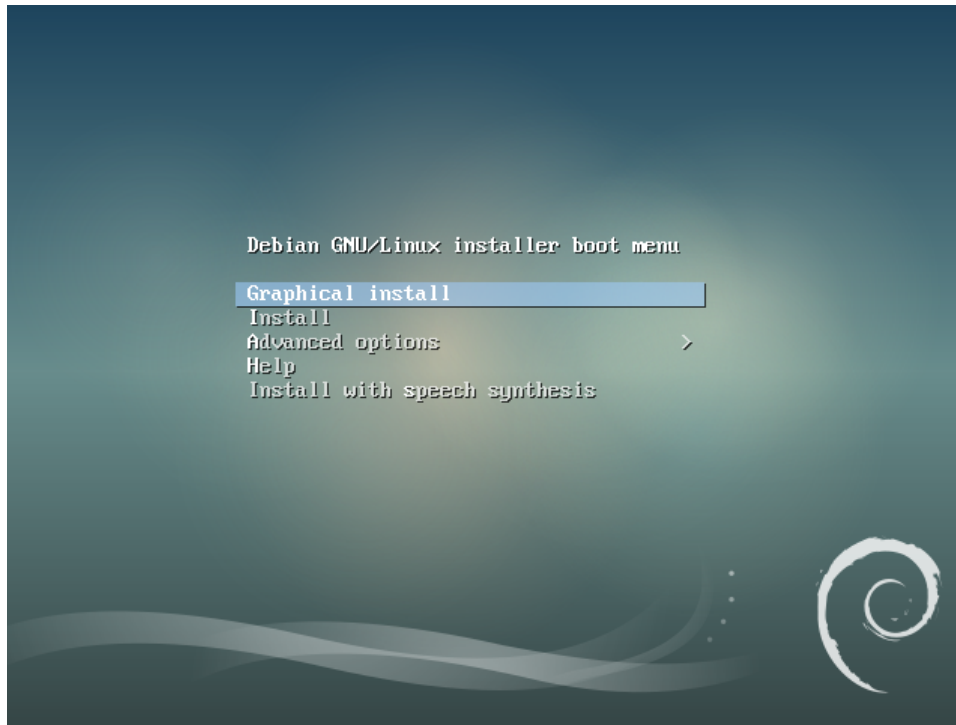 Debian GNU/Linux installer boot menu
Graphical install
Install
Advanced options >
Help
Install with speech synthesis